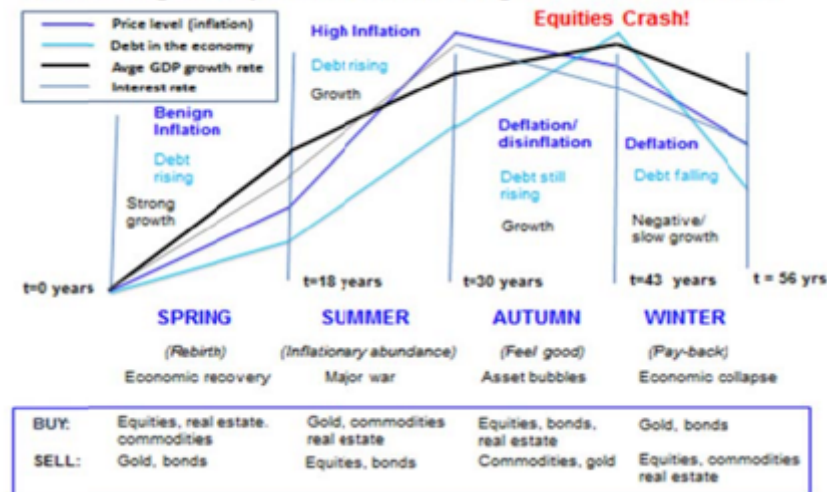 Equities Crash!
Price level (inflation)
Debt in the economy
Avge GDP growth rate
Interest rate
High Inflation
Debt rising
Growth
Benign
Inflation
Debt
rising
Strong
growth
Deflation/
disinflation
Debt still
rising
Growth
Deflation
Debt falling
Negative/
slow growth
t=0 years
t=18 years
t=30 years
t=43 years
t = 56 yrs
SPRING SUMMER AUTUMN WINTER
(Rebirth) (Inflationary abundance) (Feel good) (Pay-back)
Economic recovery Major war Asset bubbles Economic collapse
BUY: Equities, real estate. Gold, commodities Equities, bonds, Gold, bonds
commodities real estate real estate
SELL: Gold, bonds Equities, bonds Commodities, gold Equities, commodities
real estate